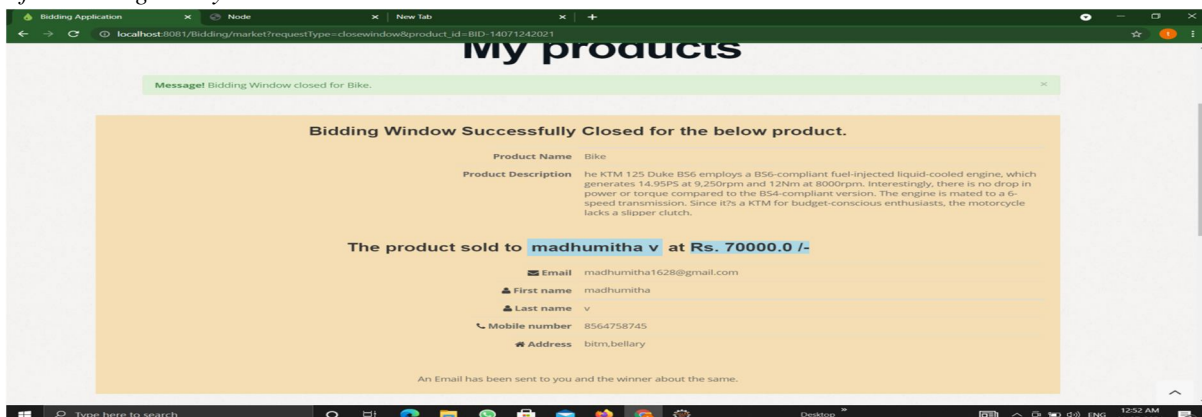 Bidding Application
Node
New Tab
localhost:8081/Bidding/market?requestType=closewindow&product_id=BID-14071242021
My products
Message! Bidding Window closed for Bike.
Bidding Window Successfully Closed for the below product.
Product Name Bike
Product Description he KTM 125 Duke BS6 employs a BS6-compliant fuel-injected liquid-cooled engine, which
generates 14.95PS at 9,250rpm and 12Nm at 8000rpm. Interestingly, there is no drop in
power or torque compared to the BS4-compliant version. The engine is mated to a 6-
speed transmission. Since it?s a KTM for budget-conscious enthusiasts, the motorcycle
lacks a slipper clutch.
The product sold to madhumitha v at Rs. 70000.0 /-
Email madhumitha1628@gmail.com
First name madhumitha
Last name v
Mobile number 8564758745
Address bitm,bellary
An Email has been sent to you and the winner about the same.
Type here to search
Desktop
ENG
12:52 AM